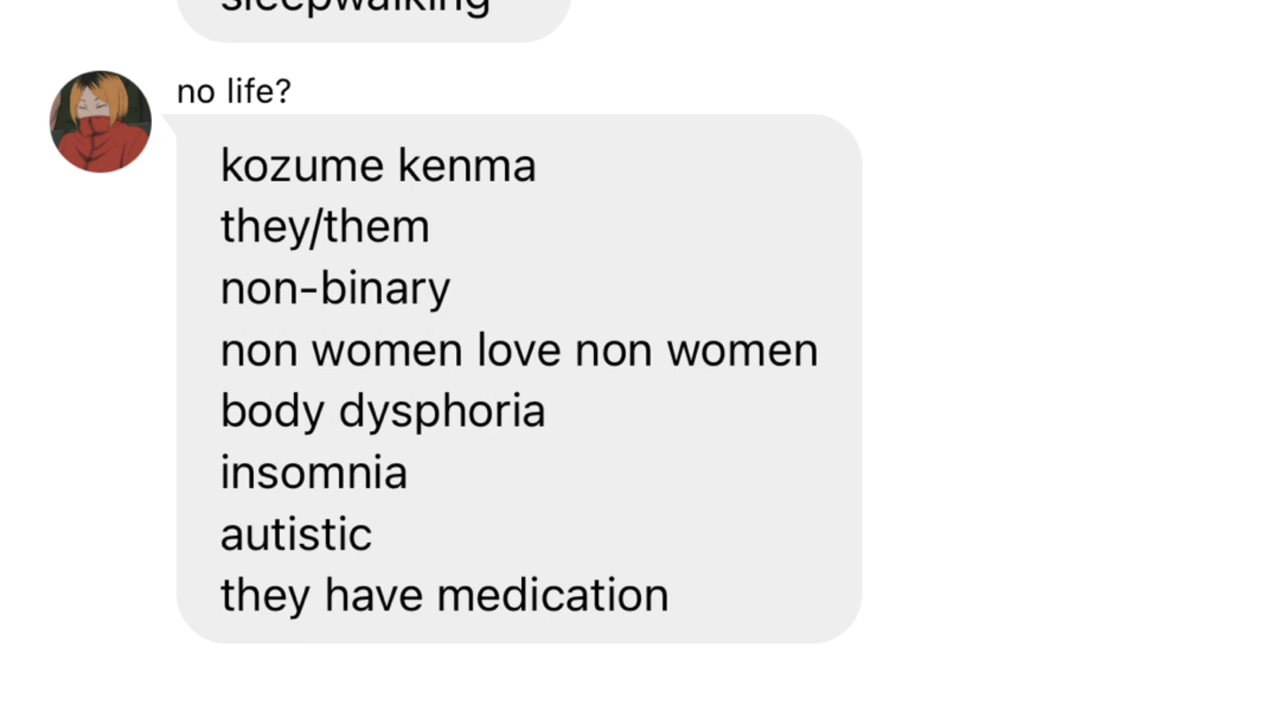 sleepwalking
no life?
kozume kenma
they/them
non-binary
non women love non women
body dysphoria
insomnia
autistic
they have medication